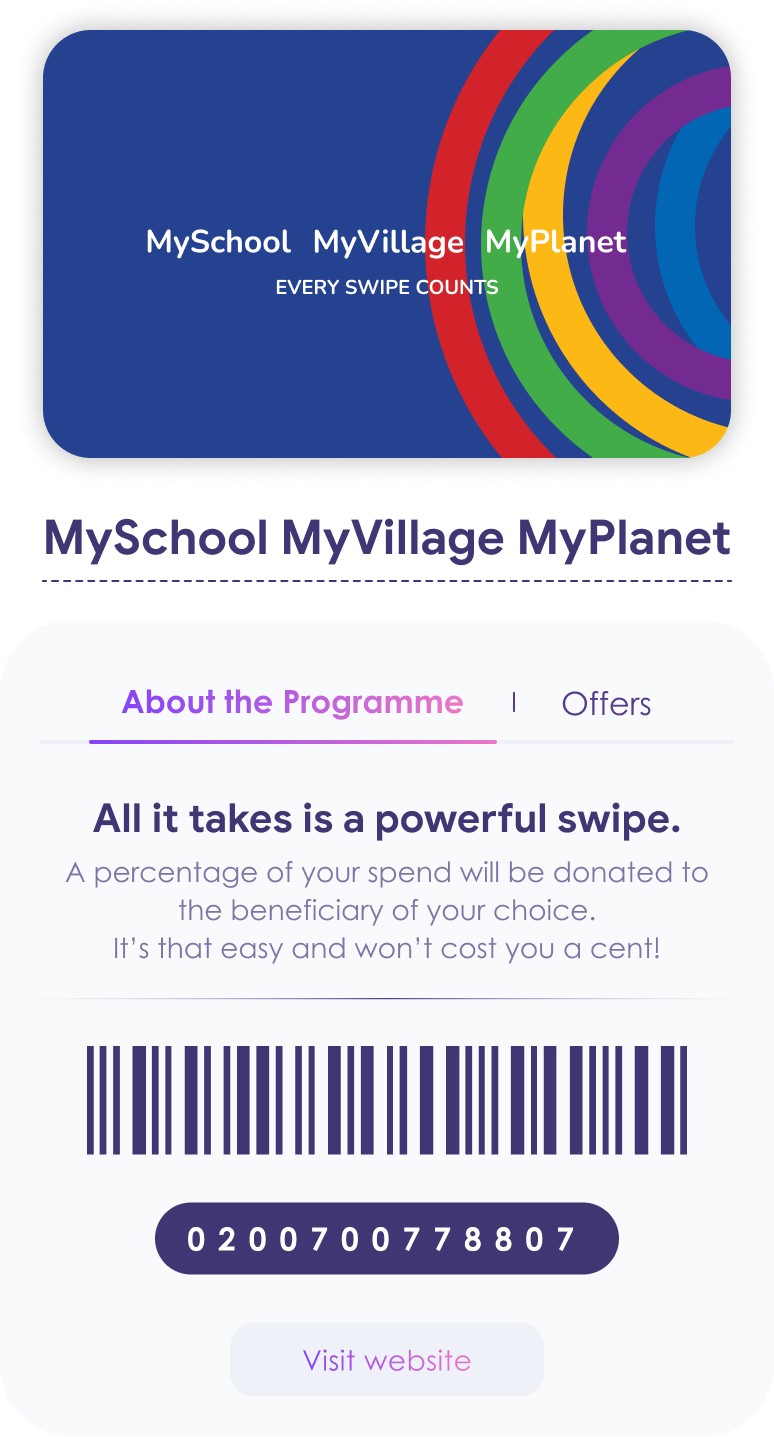 MySchool MyVillage MyPlanet
EVERY SWIPE COUNTS
MySchool MyVillage MyPlanet
About the Programme | Offers
All it takes is a powerful swipe.
A percentage of your spend will be donated to
the beneficiary of your choice.
It’s that easy and won’t cost you a cent!
0200700778807
Visit website